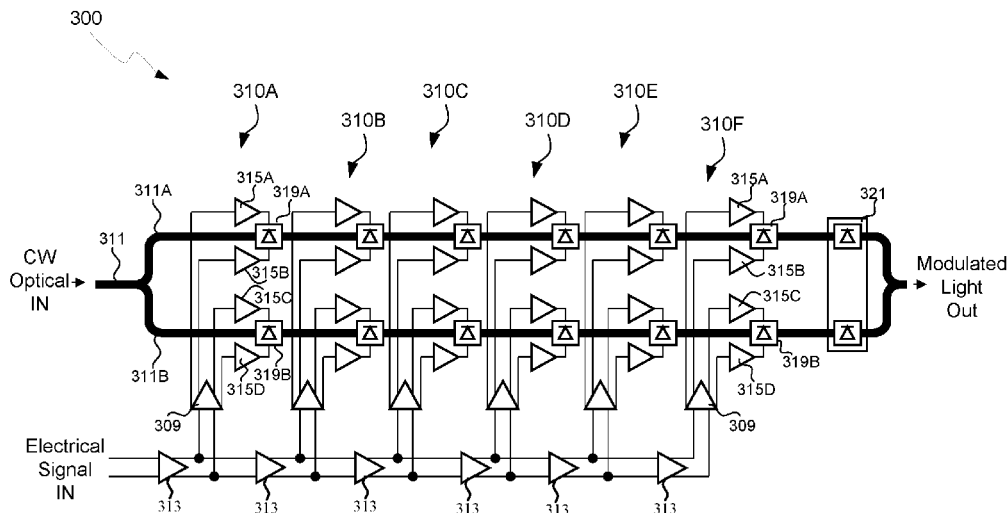 300
310A
310C
310E
310B
310D
310F
315A
319A
315A
319A
321
311A
311
CW
Optical
IN
315B
315C
315B
315C
Modulated
Light
Out
311B
315D
319B
319B
315D
309
309
Electrical
Signal
IN
313
313
313
313
313
313